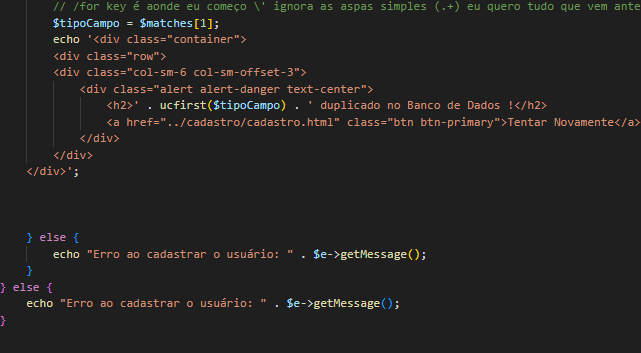 // /for key é aonde eu começo \' ignora as aspas simples (.+) eu quero tudo que vem ante
$tipoCampo = $matches[1];
echo '<div class="container">
<div class="row">
<div class="col-sm-6 col-sm-offset-3">
<div class="alert alert-danger text-center">
<h2>' . ucfirst($tipoCampo) . ' duplicado no Banco de Dados !</h2>
<a href="../cadastro/cadastro.html" class="btn btn-primary">Tentar Novamente</a>
</div>
</div>
</div>';
} else {
echo "Erro ao cadastrar o usuário: " . $e->getMessage();
}
} else {
echo "Erro ao cadastrar o usuário: " . $e->getMessage();
}